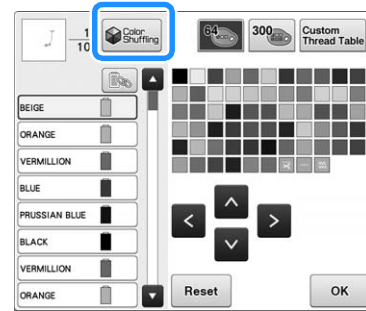 1
10
Color
Shuffling
64
300
Custom
Thread Table
BEIGE
ORANGE
VERMILLION
BLUE
PRUSSIAN BLUE
BLACK
VERMILLION
ORANGE
Reset
OK